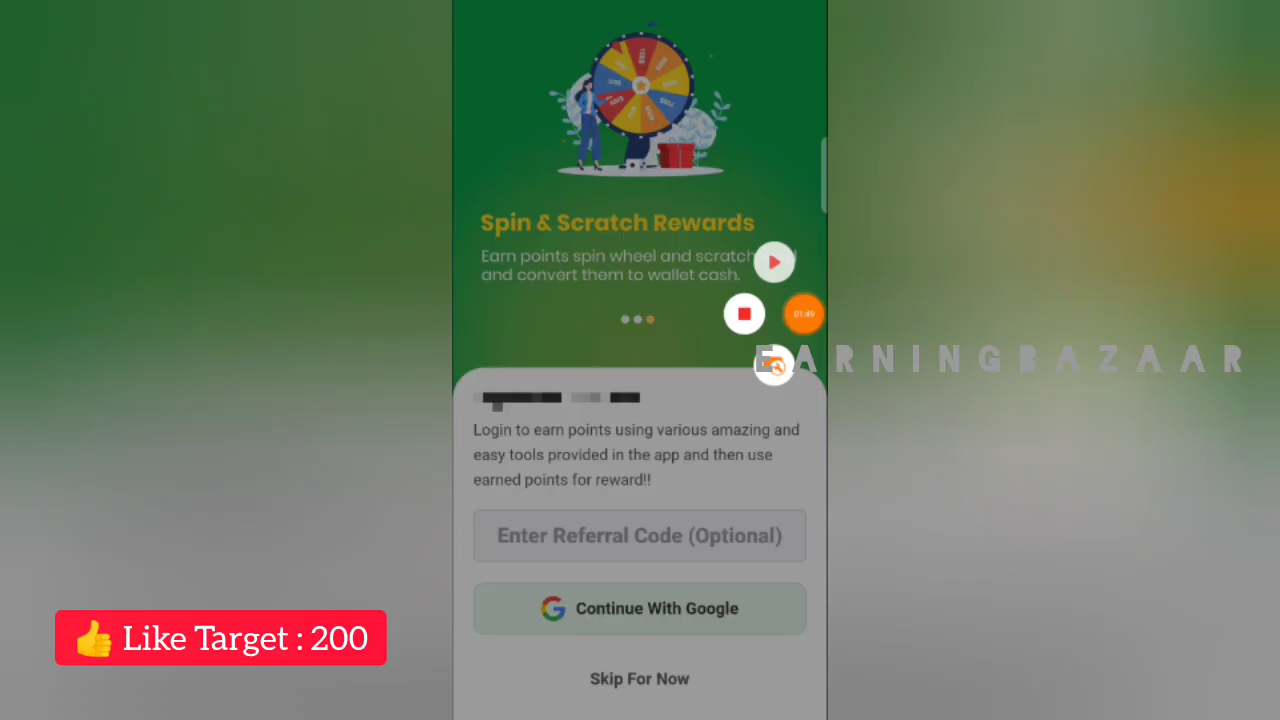 Spin & Scratch Rewards
Earn points spin wheel and scratch
and convert them to wallet cash.
01:49
EARNINGBAZAAR
Login to earn points using various amazing and
easy tools provided in the app and then use
earned points for reward!!
Enter Referral Code (Optional)
Continue With Google
👍 Like Target : 200
Skip For Now